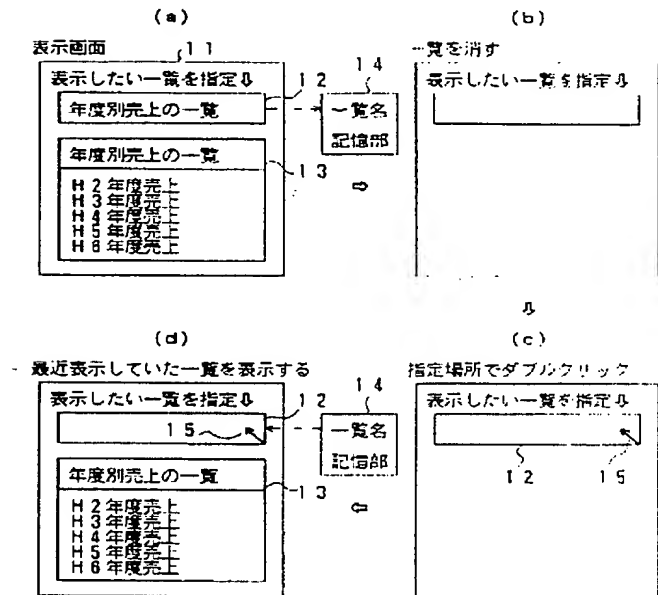 (a)
表示画面
11
表示したい一覧を指定⇩
12
年度別売上の一覧
14
一覧名
記憶部
年度別売上の一覧
13
H2年度売上
H3年度売上
H4年度売上
H5年度売上
H6年度売上
⇨
(b)
一覧を消す
表示したい一覧を指定⇩
⇩
(d)
最近表示していた一覧を表示する
表示したい一覧を指定⇩
12
15
14
一覧名
記憶部
年度別売上の一覧
13
H2年度売上
H3年度売上
H4年度売上
H5年度売上
H6年度売上
⇦
(c)
指定場所でダブルクリック
表示したい一覧を指定⇩
12
15